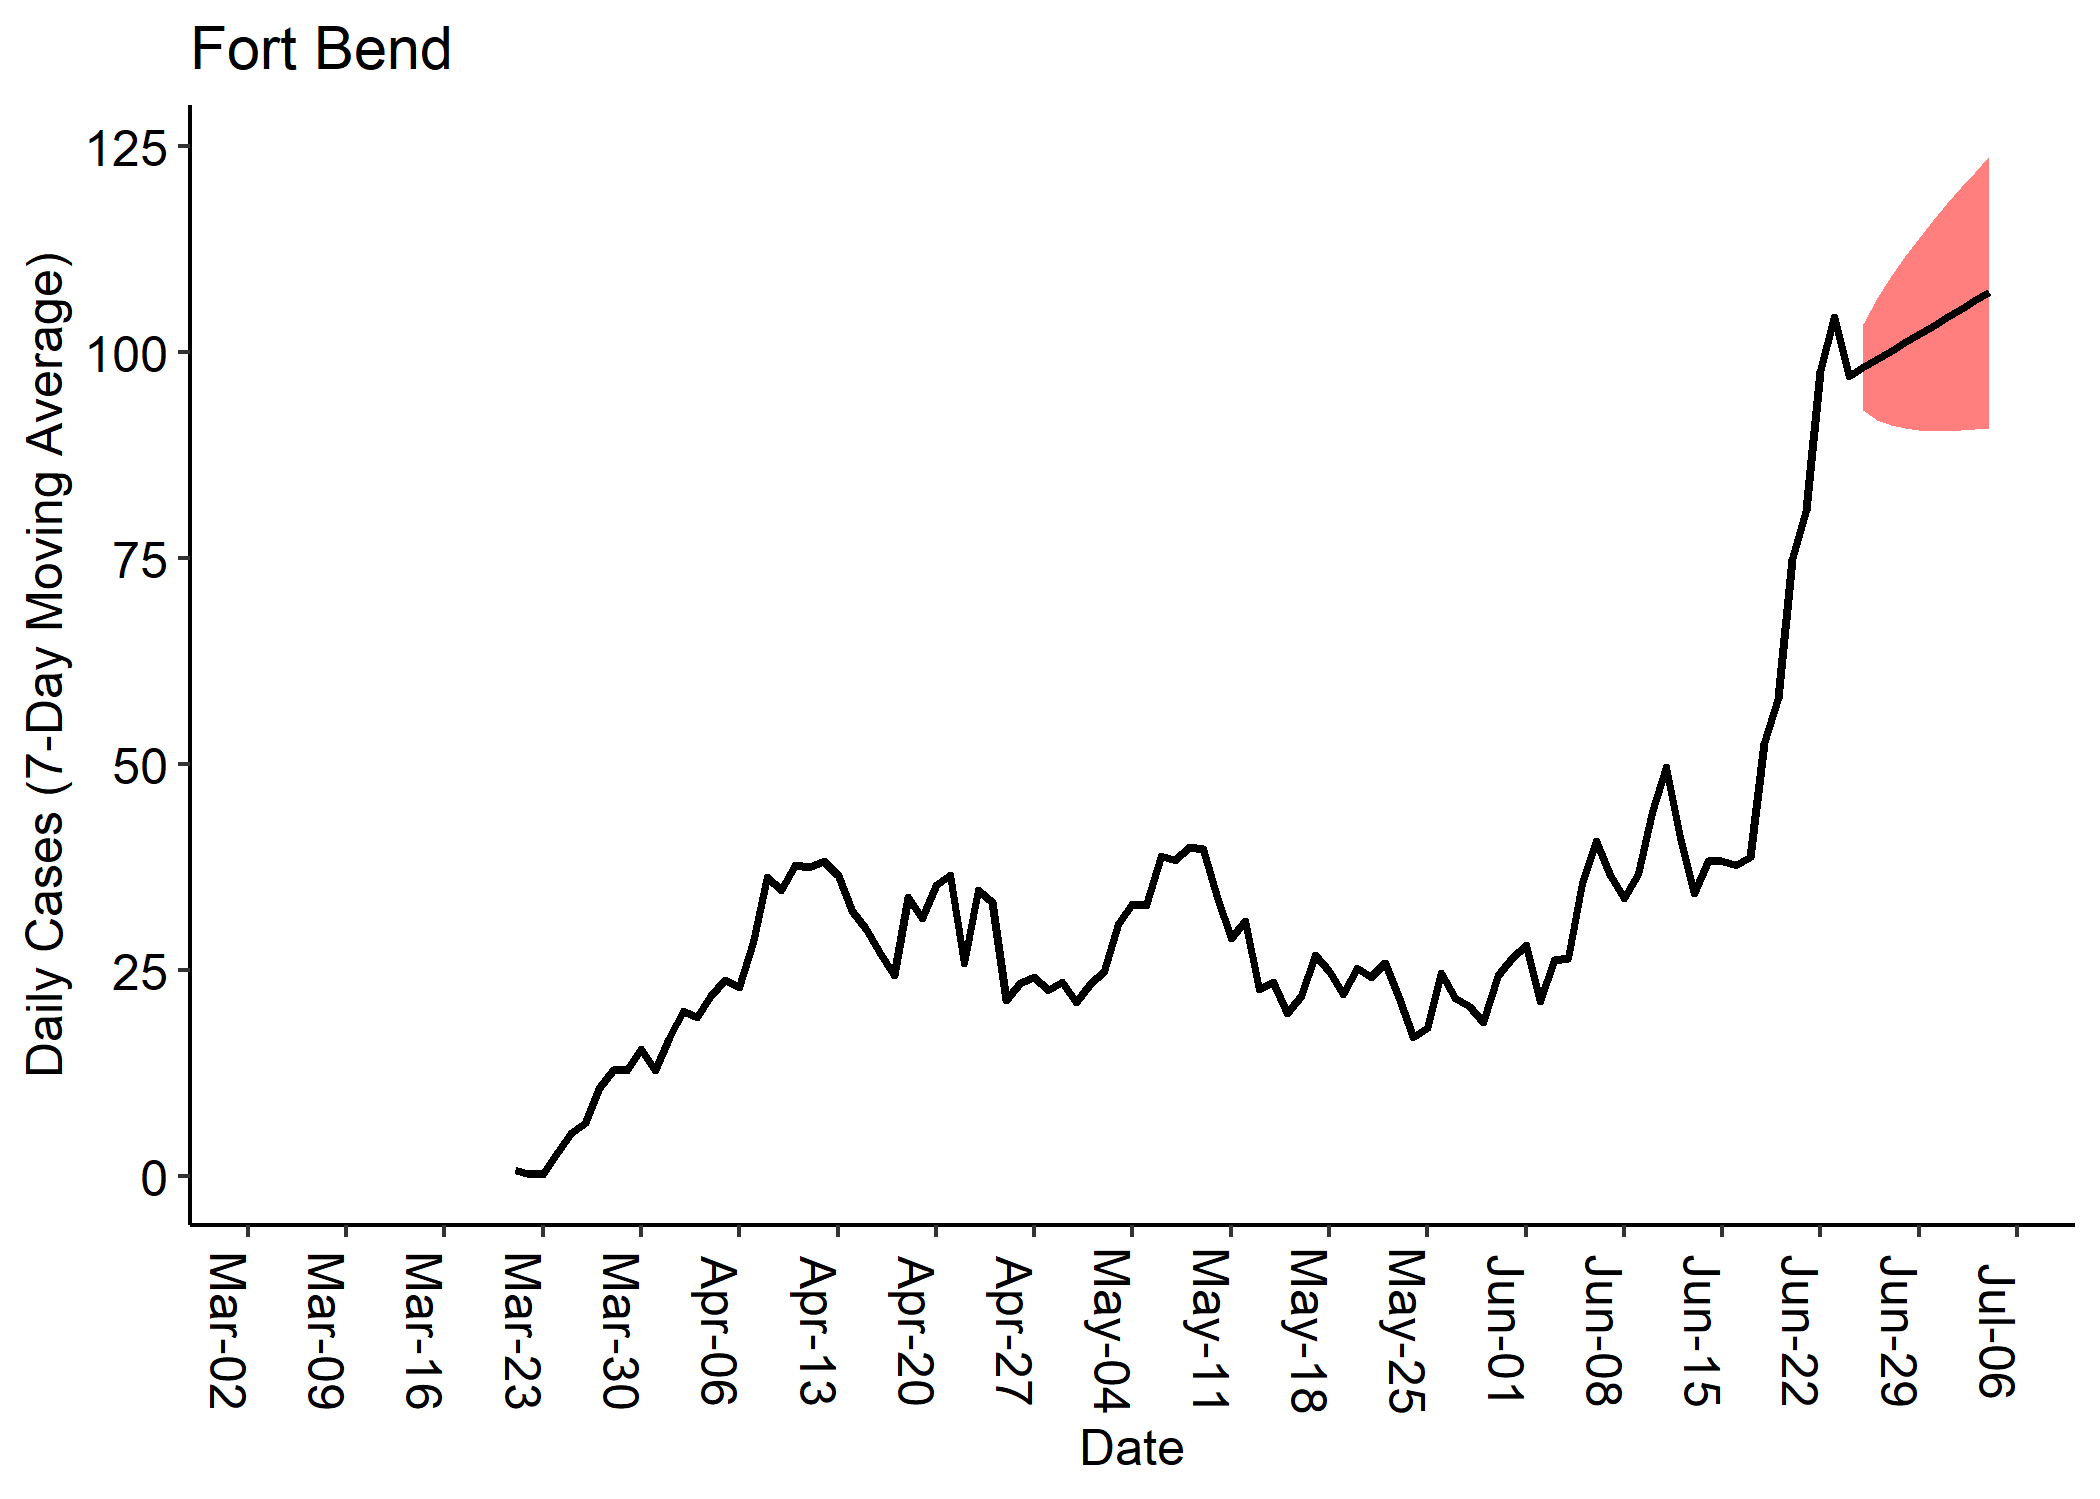 Fort Bend
Daily Cases (7-Day Moving Average)
125
100
75
50
25
0
Mar-02
Mar-09
Mar-16
Mar-23
Mar-30
Apr-06
Apr-13
Apr-20
Apr-27
May-04
May-11
May-18
May-25
Jun-01
Jun-08
Jun-15
Jun-22
Jun-29
Jul-06
Date